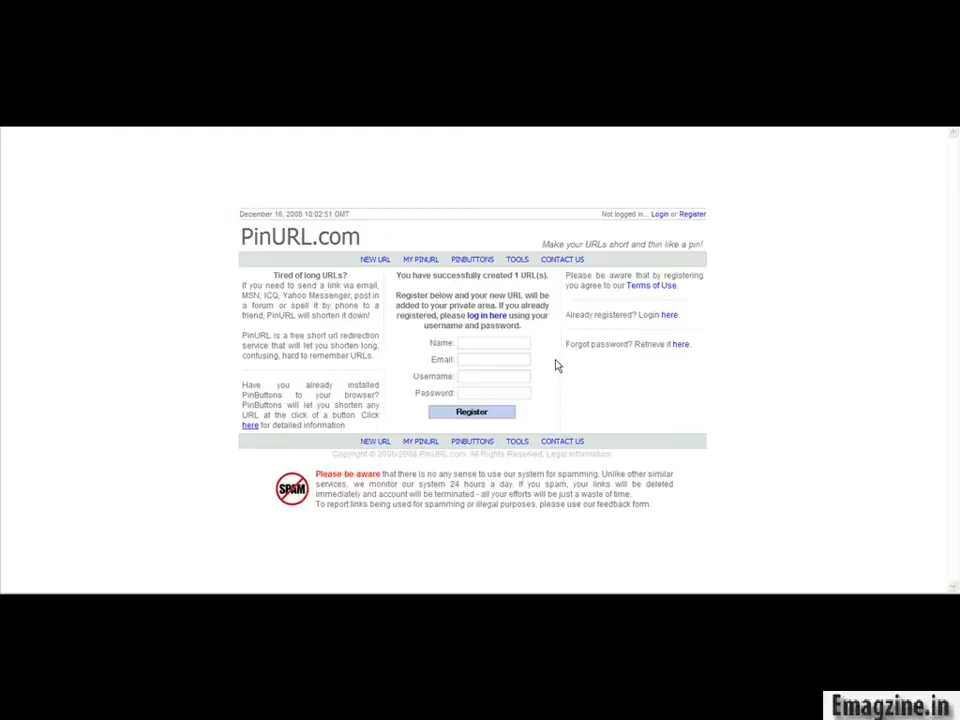 December 16, 2008 10:02:51 GMT
Not logged in... Login or Register
PinURL.com
Make your URLs short and thin like a pin!
NEW URL MY PINURL PINBUTTONS TOOLS CONTACT US
Tired of long URLs?
If you need to send a link via email,
MSN, ICQ, Yahoo Messenger, post in
a forum or spell it by phone to a
friend, PinURL will shorten it down!
PinURL is a free short url redirection
service that will let you shorten long,
confusing, hard to remember URLs.
Have you already installed
PinButtons to your browser?
PinButtons will let you shorten any
URL at the click of a button. Click
here for detailed information.
You have successfully created 1 URL(s).
Register below and your new URL will be
added to your private area. If you already
registered, please log in here using your
username and password.
Name:
Email:
Username:
Password:
Register
Please be aware that by registering
you agree to our Terms of Use.
Already registered? Login here.
Forgot password? Retrieve it here.
NEW URL MY PINURL PINBUTTONS TOOLS CONTACT US
Copyright © 2006-2008 PinURL.com. All Rights Reserved. Legal Information.
SPAM
Please be aware that there is no any sense to use our system for spamming. Unlike other similar
services, we monitor our system 24 hours a day. If you spam, your links will be deleted
immediately and account will be terminated - all your efforts will be just a waste of time.
To report links being used for spamming or illegal purposes, please use our feedback form.
Emagzine.in